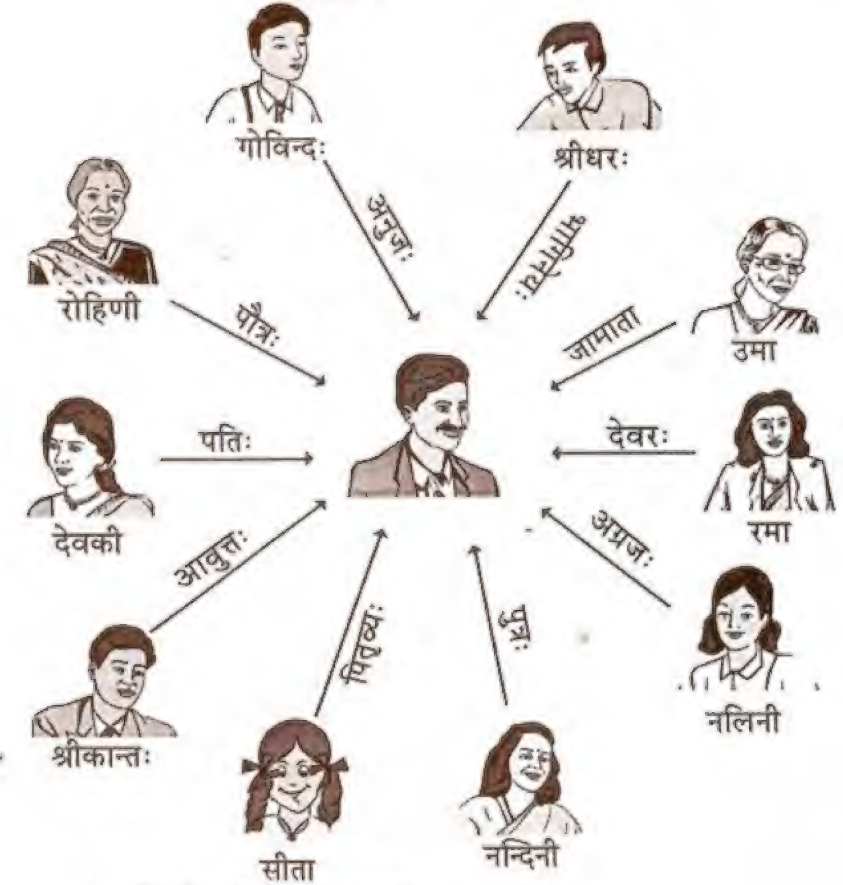 गोविन्दः
श्रीधरः
अनुजः
भागिनेयः
रोहिणी
पौत्रः
जामाता
उमा
पतिः
देवरः
देवकी
रमा
आवुत्तः
अग्रजः
पितृव्यः
पुत्रः
श्रीकान्तः
नलिनी
सीता
नन्दिनी